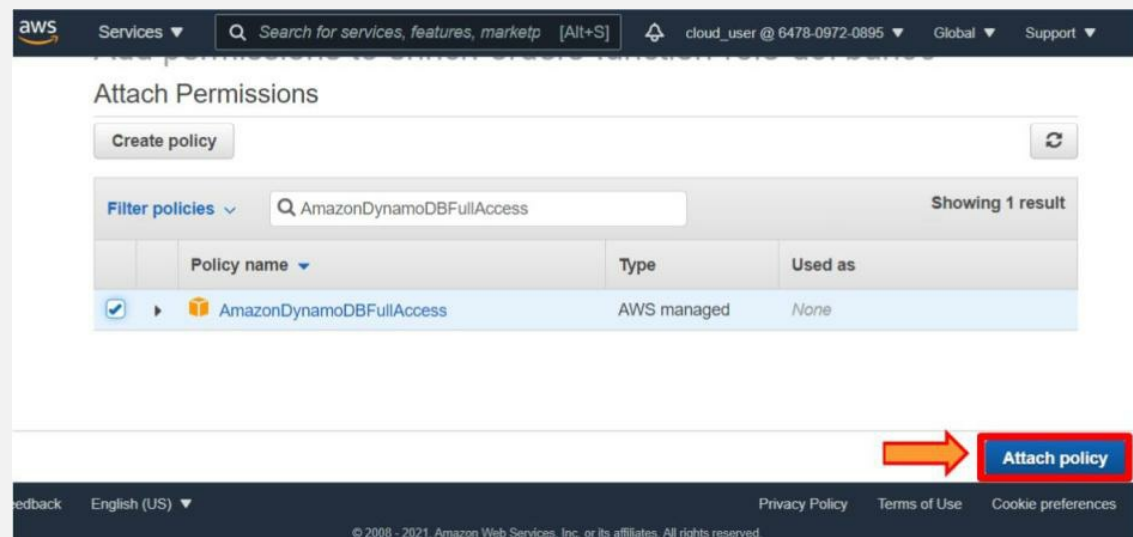 aws Services ▼ Search for services, features, marketp [Alt+S] cloud_user @ 6478-0972-0895 ▼ Global ▼ Support ▼
Attach Permissions
Create policy
Filter policies AmazonDynamoDBFullAccess Showing 1 result
Policy name Type Used as
AmazonDynamoDBFullAccess AWS managed None
Attach policy
edback English (US) ▼ Privacy Policy Terms of Use Cookie preferences
© 2008 - 2021, Amazon Web Services, Inc. or its affiliates. All rights reserved.